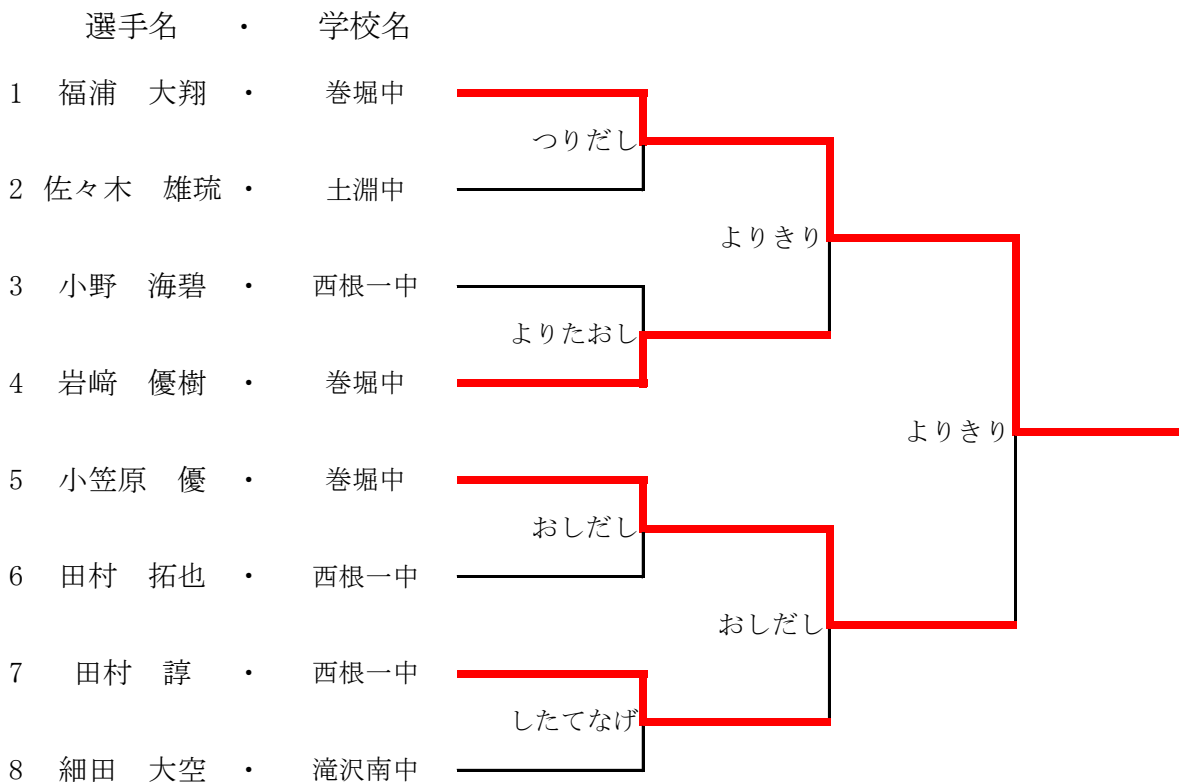 選手名 ・ 学校名
1 福浦 大翔 ・ 巻堀中
つりだし
2 佐々木 雄琉 ・ 土淵中
よりきり
3 小野 海碧 ・ 西根一中
よりたおし
4 岩﨑 優樹 ・ 巻堀中
よりきり
5 小笠原 優 ・ 巻堀中
おしだし
6 田村 拓也 ・ 西根一中
おしだし
7 田村 諄 ・ 西根一中
したてなげ
8 細田 大空 ・ 滝沢南中